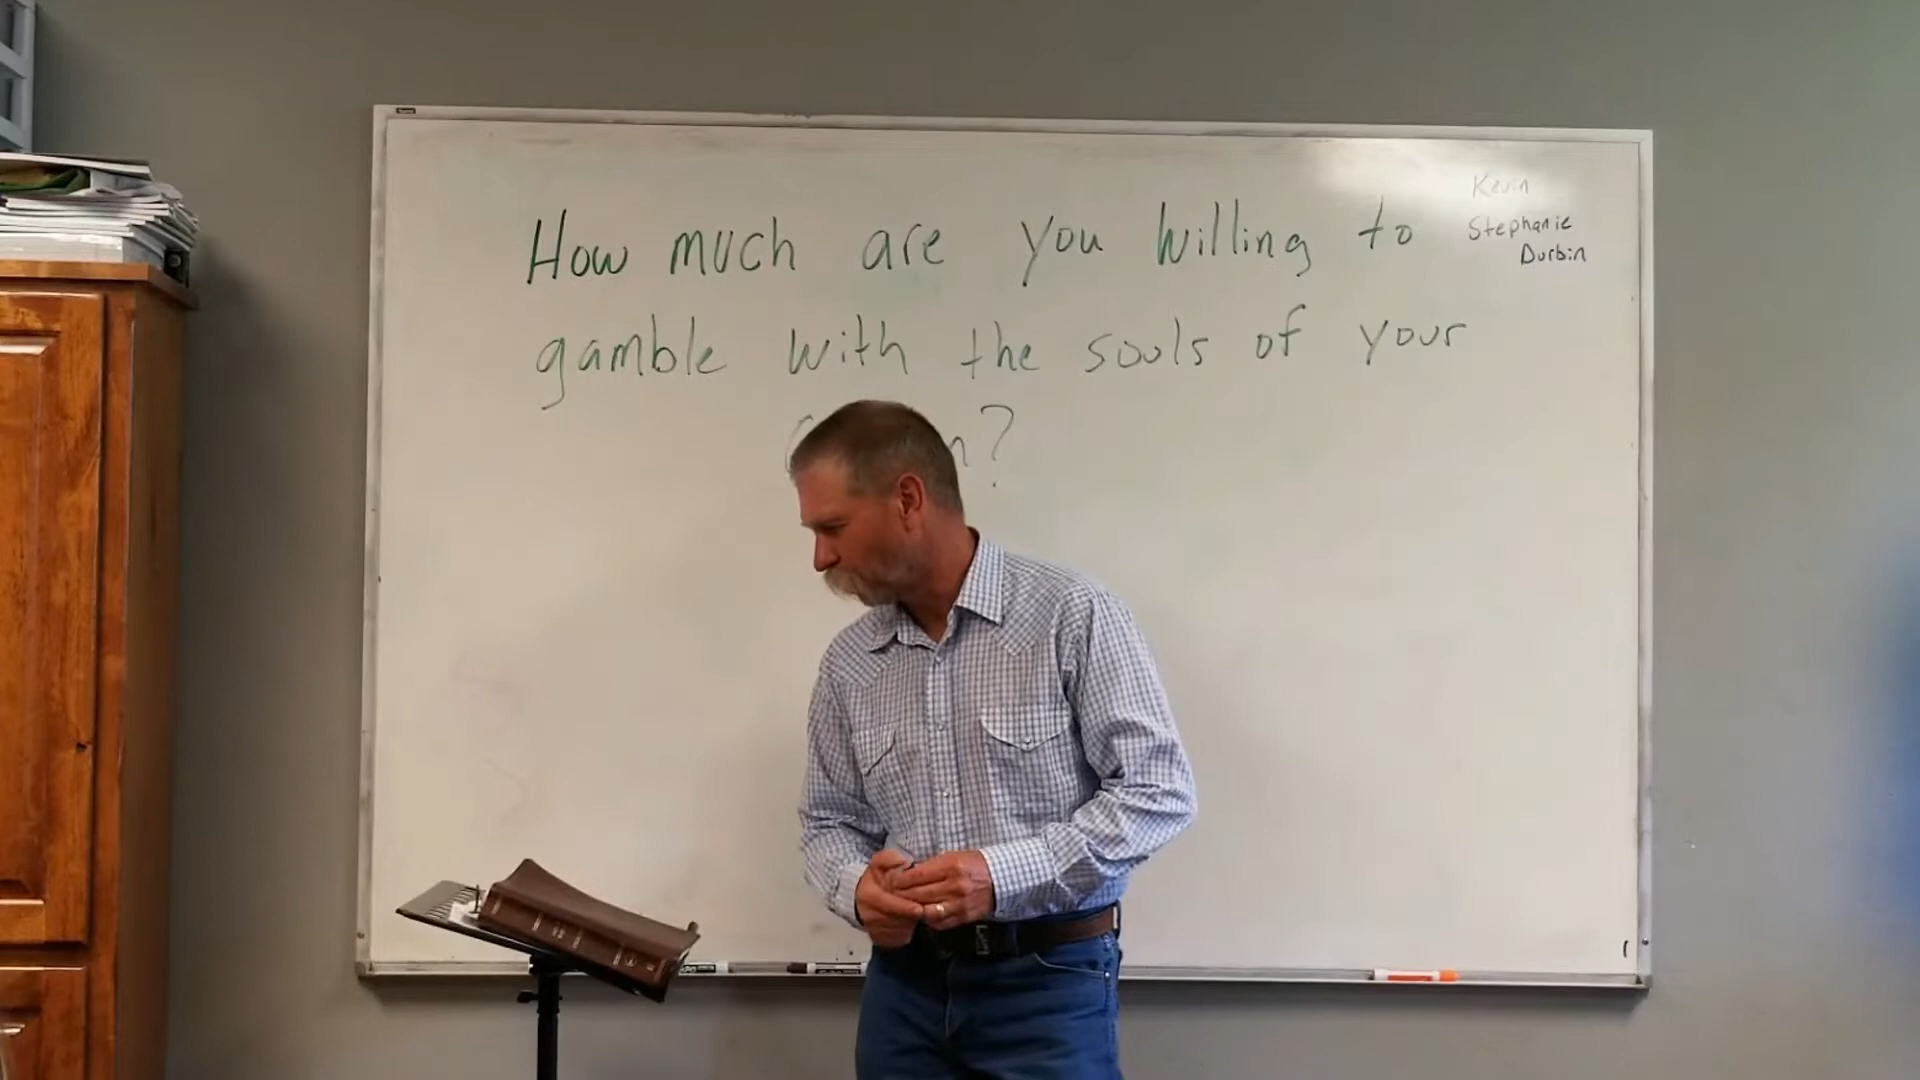 How much are you willing to
gamble with the souls of your
?
Kevin
Stephanie
Durbin